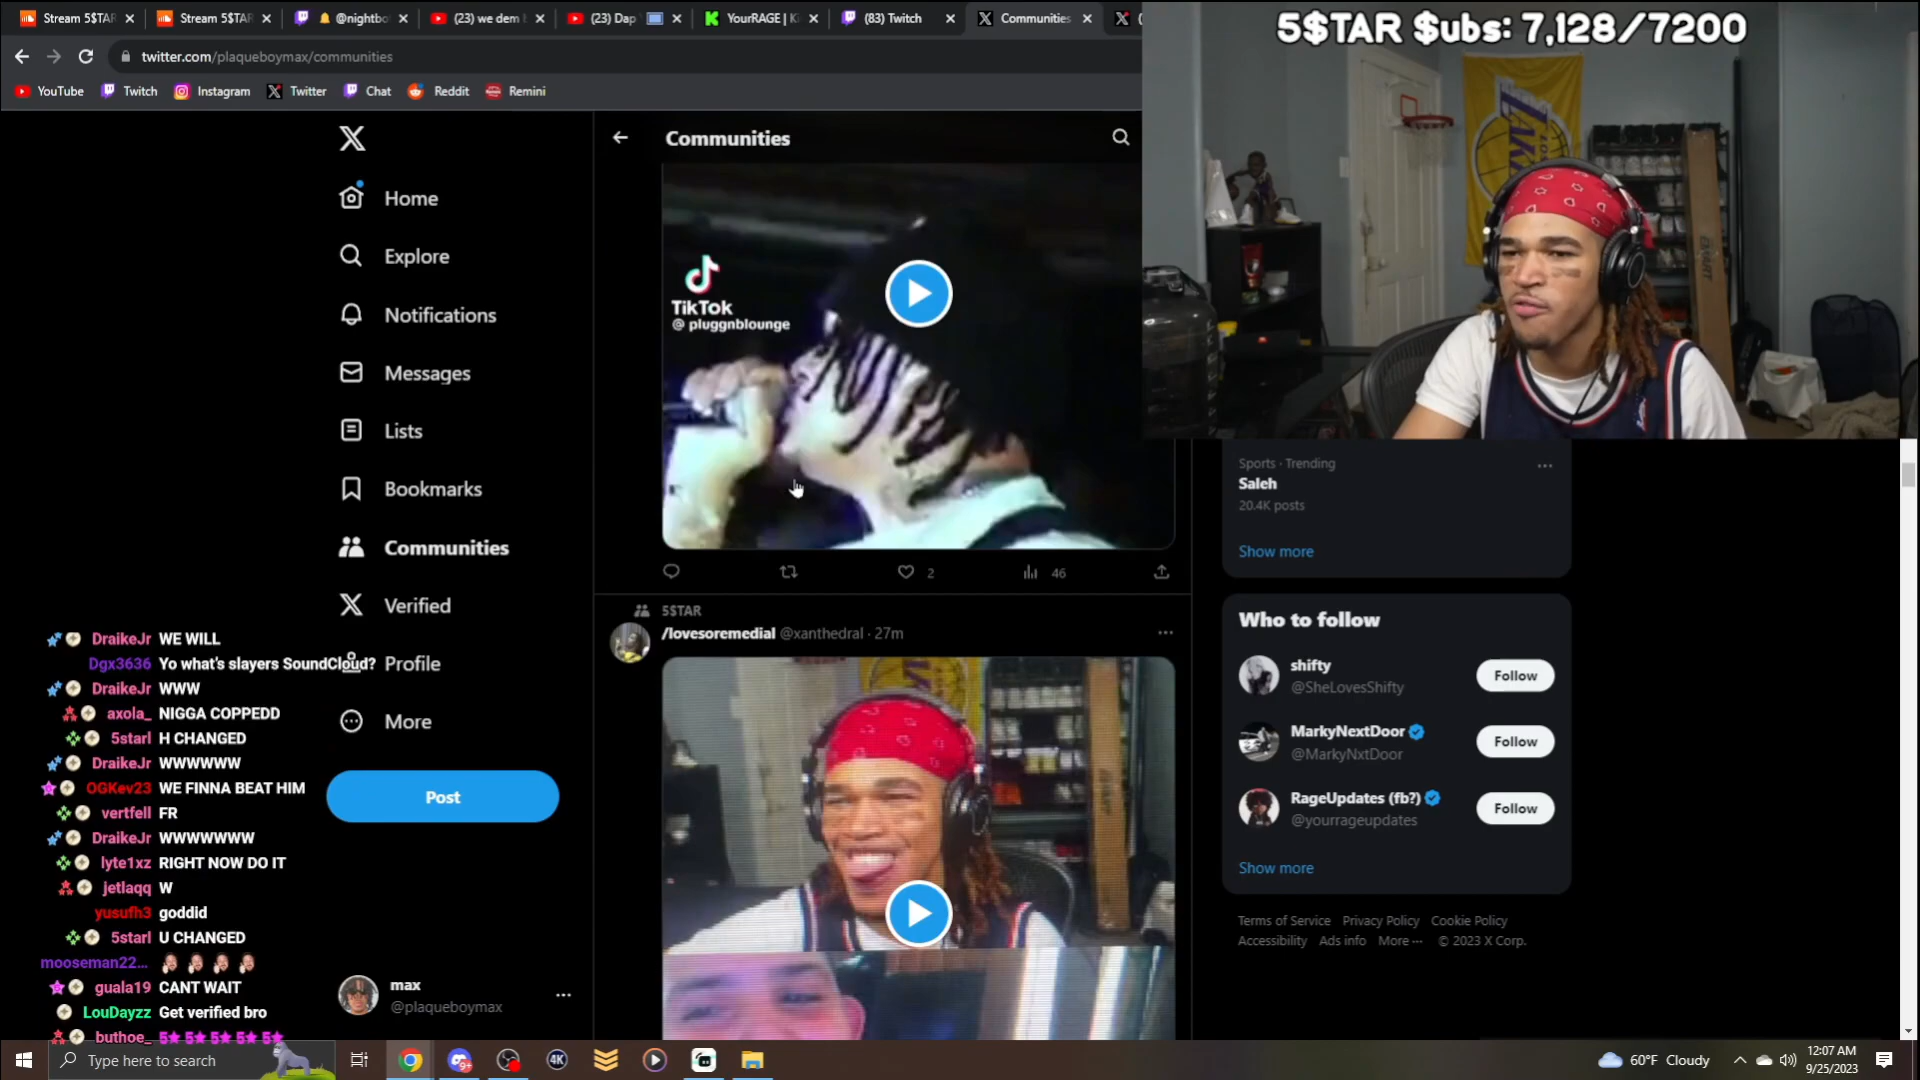 Stream 5$TAR
Stream 5$TAR
@nightbo
(23) we dem
(23) Dap
YourRAGE | Ki
(83) Twitch
Communities
5$TAR $ubs: 7,128/7200
twitter.com/plaqueboymax/communities
YouTube
Twitch
Instagram
Twitter
Chat
Reddit
Remini
Communities
Home
Explore
Notifications
Messages
Lists
Bookmarks
Communities
Verified
Profile
More
Post
TikTok
@ pluggnblounge
2
46
5$TAR
/lovesoremedial @xanthedral · 27m
Sports · Trending
Saleh
20.4K posts
Show more
Who to follow
shifty
@SheLovesShifty
Follow
MarkyNextDoor
@MarkyNxtDoor
Follow
RageUpdates (fb?)
@yourrageupdates
Follow
Show more
Terms of Service Privacy Policy Cookie Policy
Accessibility Ads info More ··· © 2023 X Corp.
DraikeJr WE WILL
Dgx3636 Yo what's slayers SoundCloud?
DraikeJr WWW
axola_ NIGGA COPPEDD
5starl H CHANGED
DraikeJr WWWWWW
OGKev23 WE FINNA BEAT HIM
vertfell FR
DraikeJr WWWWWWW
lyte1xz RIGHT NOW DO IT
jetlaqq W
yusufh3 goddid
5starl U CHANGED
mooseman22...
guala19 CANT WAIT
LouDayzz Get verified bro
buthoe_ 5★ 5★ 5★ 5★ 5★
max
@plaqueboymax
Type here to search
60°F Cloudy
12:07 AM
9/25/2023